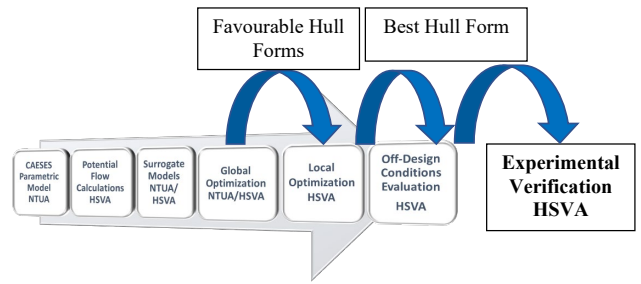 Favourable Hull
Forms
Best Hull Form
CAESES
Parametric
Model
NTUA
Potential
Flow
Calculations
HSVA
Surrogate
Models
NTUA/
HSVA
Global
Optimization
NTUA/HSVA
Local
Optimization
HSVA
Off-Design
Conditions
Evaluation
HSVA
Experimental
Verification
HSVA